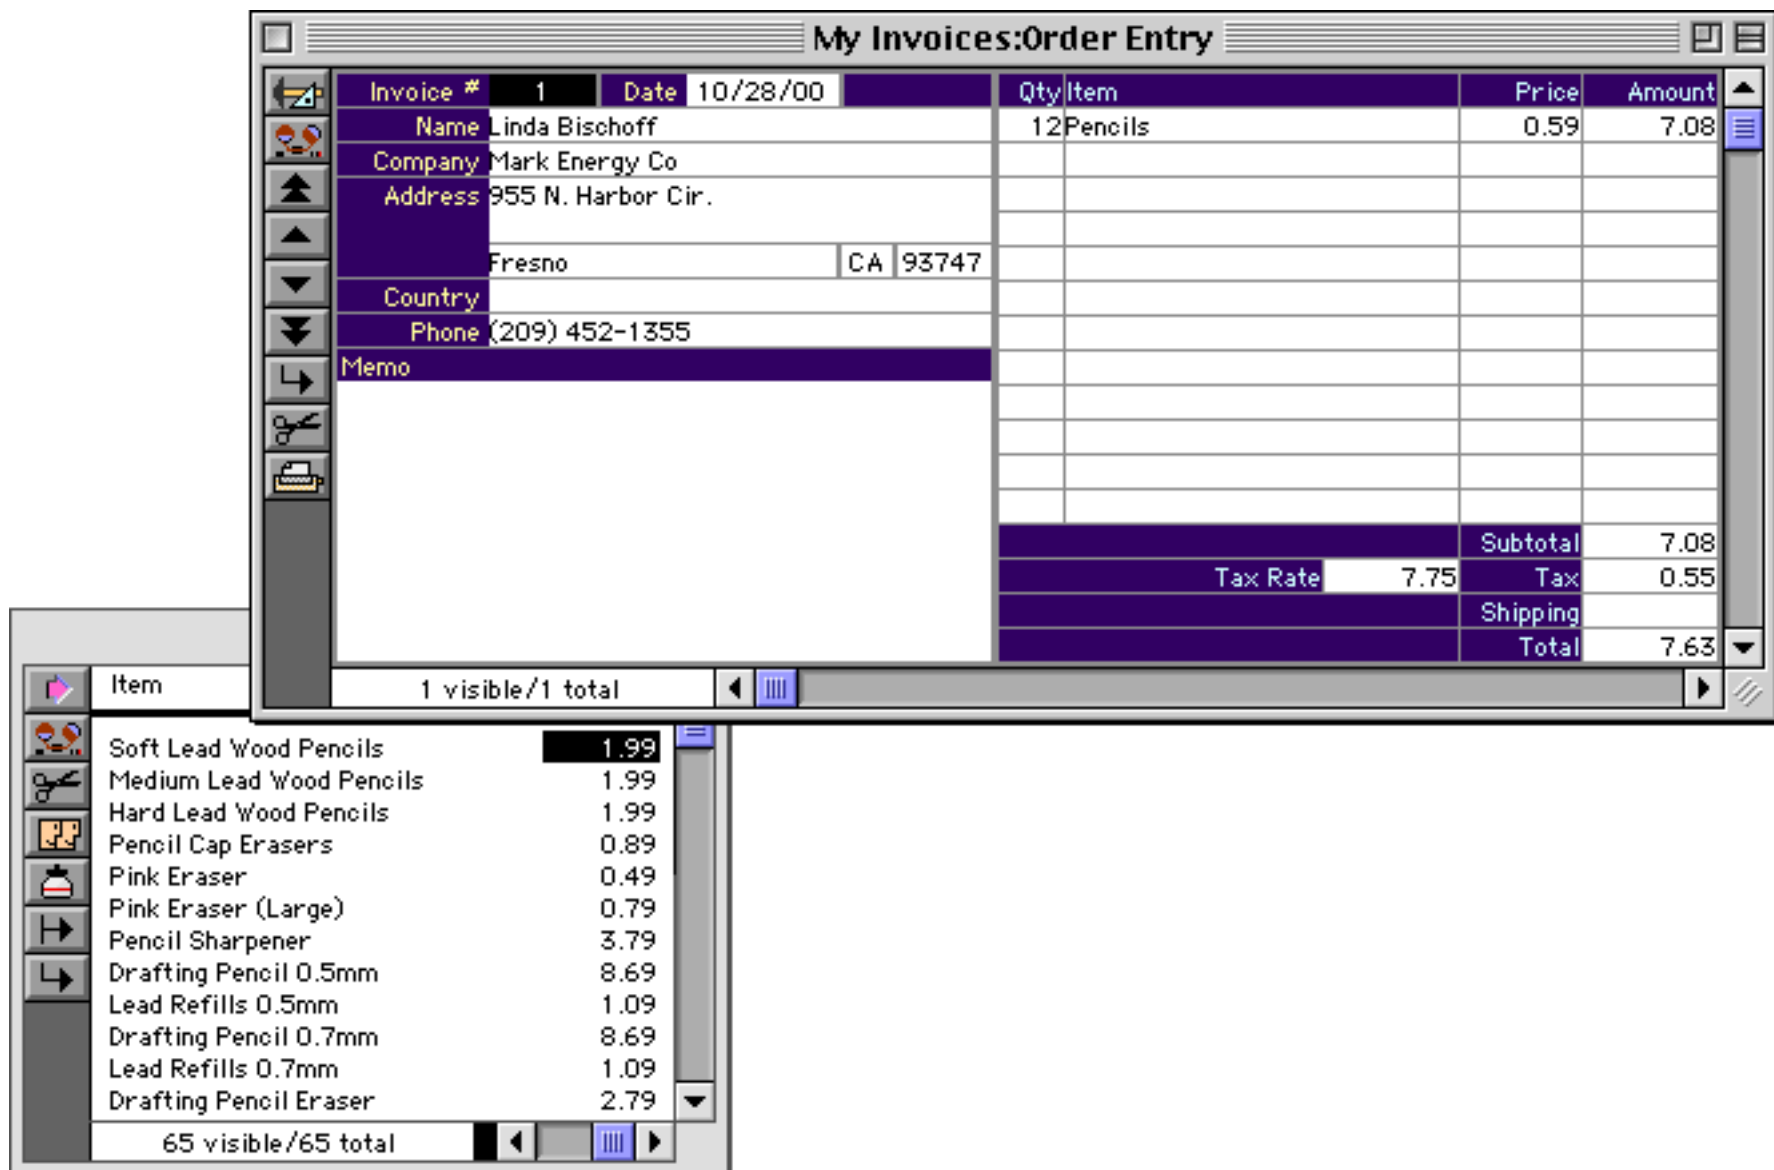 My Invoices:Order Entry
Invoice # 1 Date 10/28/00
Name Linda Bischoff
Company Mark Energy Co
Address 955 N. Harbor Cir.
Fresno CA 93747
Country
Phone (209) 452-1355
Memo
Qty Item Price Amount
12 Pencils 0.59 7.08
Subtotal 7.08
Tax Rate 7.75 Tax 0.55
Shipping
Total 7.63
1 visible/1 total
Item
Soft Lead Wood Pencils 1.99
Medium Lead Wood Pencils 1.99
Hard Lead Wood Pencils 1.99
Pencil Cap Erasers 0.89
Pink Eraser 0.49
Pink Eraser (Large) 0.79
Pencil Sharpener 3.79
Drafting Pencil 0.5mm 8.69
Lead Refills 0.5mm 1.09
Drafting Pencil 0.7mm 8.69
Lead Refills 0.7mm 1.09
Drafting Pencil Eraser 2.79
65 visible/65 total